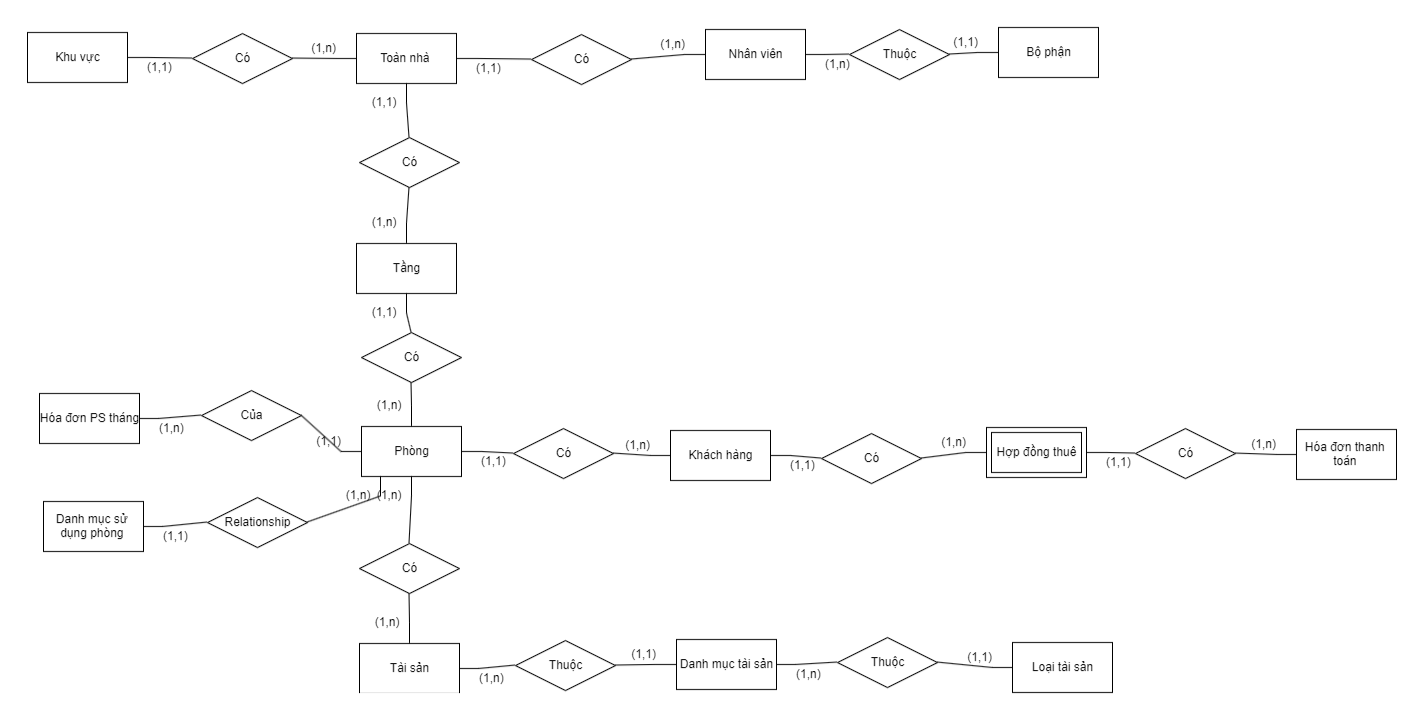 Khu vực
(1,1)
Có
(1,n)
Toàn nhà
(1,1)
Có
(1,n)
Nhân viên
(1,n)
Thuộc
(1,1)
Bộ phận
(1,1)
Có
(1,n)
Tầng
(1,1)
Có
(1,n)
Hóa đơn PS tháng
(1,n)
Của
(1,1)
Phòng
(1,1)
Có
(1,n)
Khách hàng
(1,1)
Có
(1,n)
Hợp đồng thuê
(1,1)
Có
(1,n)
Hóa đơn thanh
toán
Danh mục sử
dụng phòng
(1,1)
Relationship
(1,n)
(1,n)
Có
(1,n)
Tài sản
(1,n)
Thuộc
(1,1)
Danh mục tài sản
(1,n)
Thuộc
(1,1)
Loại tài sản